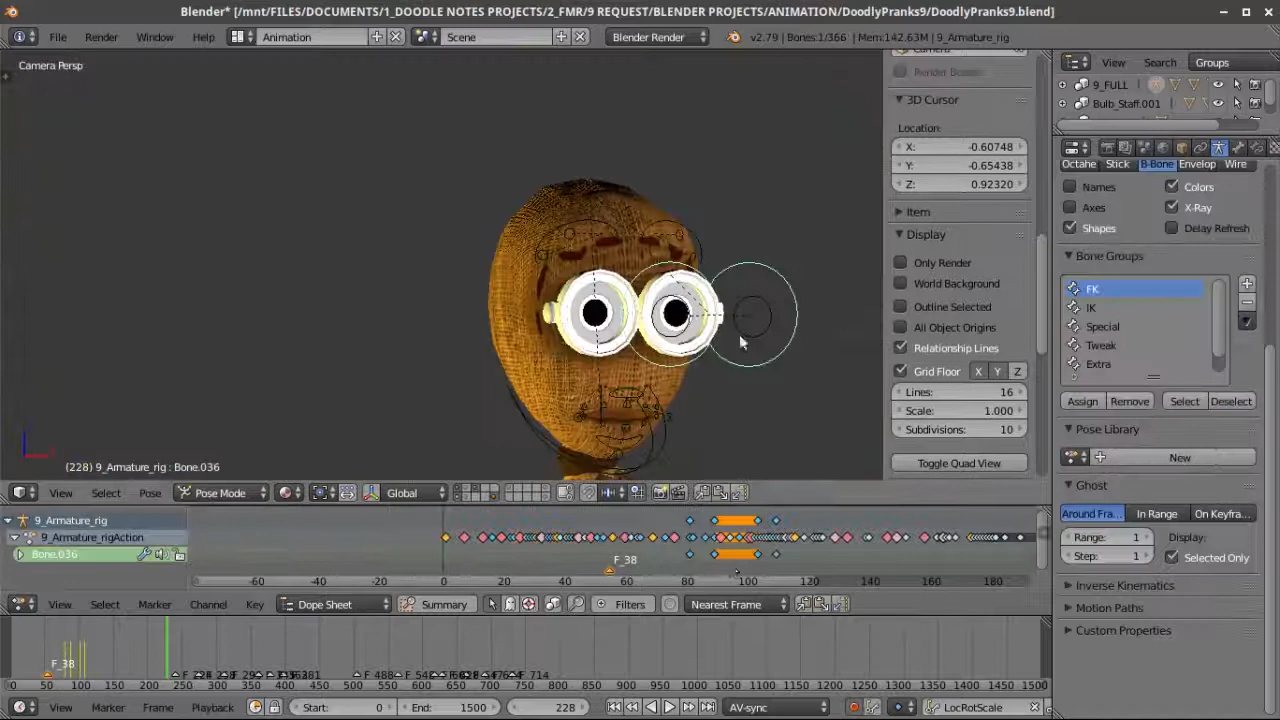 Blender* [/mnt/FILES/DOCUMENTS/1_DOODLE NOTES PROJECTS/2_FMR/9 REQUEST/BLENDER PROJECTS/ANIMATION/DoodlyPranks9/DoodlyPranks9.blend]
File Render Window Help Animation Scene Blender Render v2.79 | Bones:1/366 | Mem:142.63M | 9_Armature_rig
Camera Persp
View Search Groups
9_FULL
Bulb_Staff.001
3D Cursor
Location:
X: -0.60748
Y: -0.65438
Z: 0.92320
Item
Display
Only Render
World Background
Outline Selected
All Object Origins
Relationship Lines
Grid Floor X Y Z
Lines: 16
Scale: 1.000
Subdivisions: 10
Toggle Quad View
Octahe Stick B-Bone Envelop Wire
Names Colors
Axes X-Ray
Shapes Delay Refresh
Bone Groups
FK
IK
Special
Tweak
Extra
Assign Remove Select Deselect
Pose Library
New
Ghost
Around Fra... In Range On Keyfra...
Range: 1 Display:
Step: 1 Selected Only
Inverse Kinematics
Motion Paths
Custom Properties
(228) 9_Armature_rig : Bone.036
View Select Pose Pose Mode Global
9_Armature_rig
9_Armature_rigAction
Bone.036
F_38
-60 -40 -20 0 20 40 60 80 100 120 140 160 180
View Select Marker Channel Key Dope Sheet Summary Filters Nearest Frame
F_38
F_488 F_714
0 50 100 150 200 250 300 350 400 450 500 550 600 650 700 750 800 850 900 950 1000 1050 1100 1150 1200 1250 1300 1350 1400 1450 1500
View Marker Frame Playback Start: 0 End: 1500 228 AV-sync LocRotScale